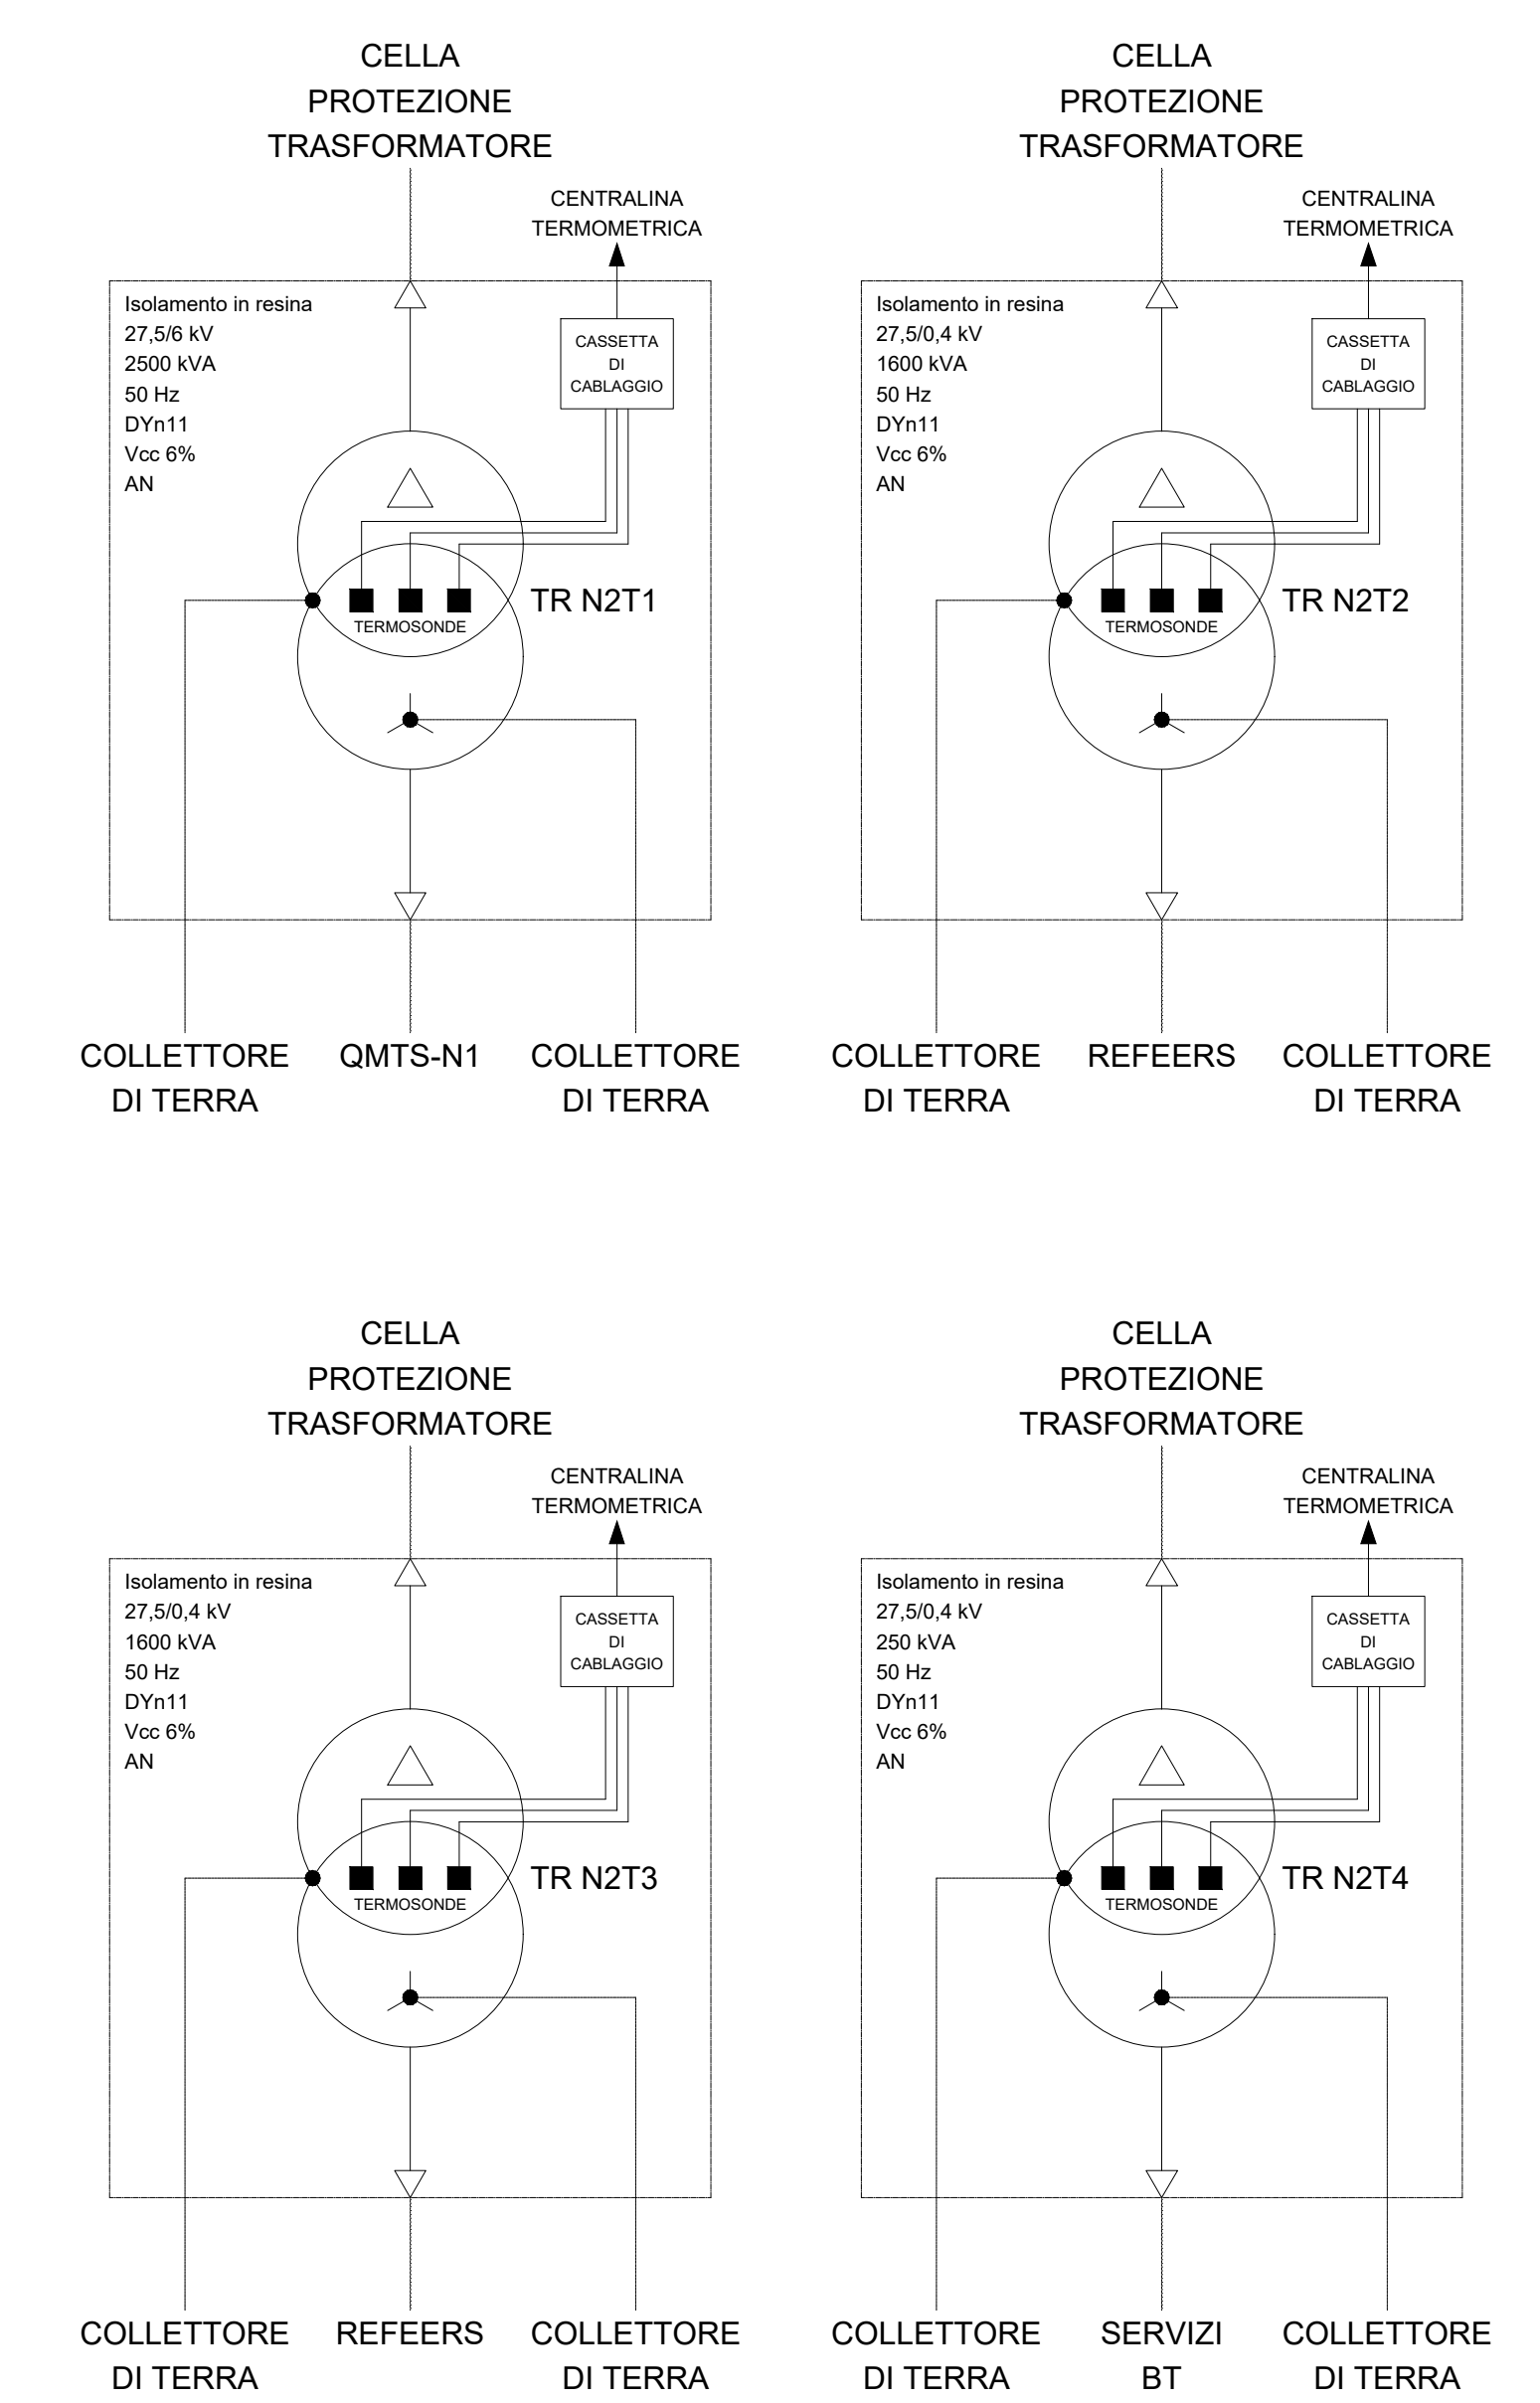 CELLA
PROTEZIONE
TRASFORMATORE
CENTRALINA
TERMOMETRICA
Isolamento in resina
27,5/6 kV
2500 kVA
50 Hz
DYn11
Vcc 6%
AN
CASSETTA
DI
CABLAGGIO
TR N2T1
TERMOSONDE
COLLETTORE
DI TERRA
QMTS-N1
COLLETTORE
DI TERRA
CELLA
PROTEZIONE
TRASFORMATORE
CENTRALINA
TERMOMETRICA
Isolamento in resina
27,5/0,4 kV
1600 kVA
50 Hz
DYn11
Vcc 6%
AN
CASSETTA
DI
CABLAGGIO
TR N2T2
TERMOSONDE
COLLETTORE
DI TERRA
REFEERS
COLLETTORE
DI TERRA
CELLA
PROTEZIONE
TRASFORMATORE
CENTRALINA
TERMOMETRICA
Isolamento in resina
27,5/0,4 kV
1600 kVA
50 Hz
DYn11
Vcc 6%
AN
CASSETTA
DI
CABLAGGIO
TR N2T3
TERMOSONDE
COLLETTORE
DI TERRA
REFEERS
COLLETTORE
DI TERRA
CELLA
PROTEZIONE
TRASFORMATORE
CENTRALINA
TERMOMETRICA
Isolamento in resina
27,5/0,4 kV
250 kVA
50 Hz
DYn11
Vcc 6%
AN
CASSETTA
DI
CABLAGGIO
TR N2T4
TERMOSONDE
COLLETTORE
DI TERRA
SERVIZI
BT
COLLETTORE
DI TERRA